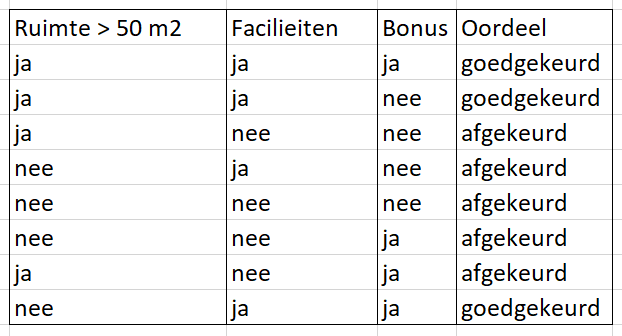 Ruimte > 50 m2 Facilieiten Bonus Oordeel
ja ja ja goedgekeurd
ja ja nee goedgekeurd
ja nee nee afgekeurd
nee ja nee afgekeurd
nee nee nee afgekeurd
nee nee ja afgekeurd
ja nee ja afgekeurd
nee ja ja goedgekeurd